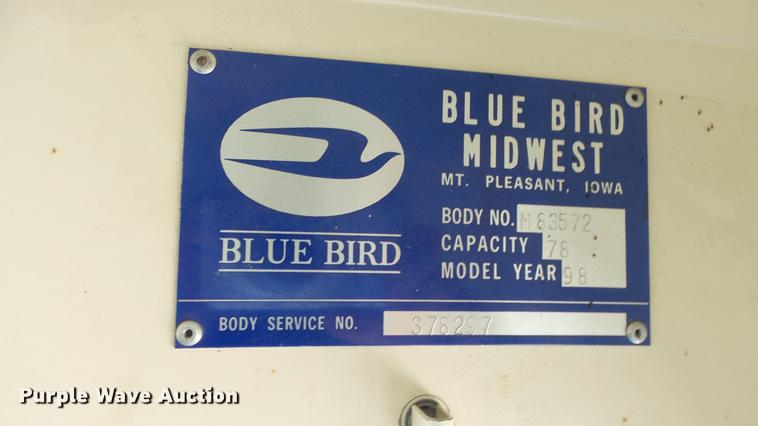 BLUE BIRD
BLUE BIRD
MIDWEST
MT. PLEASANT, IOWA
BODY NO. M83572
CAPACITY 78
MODEL YEAR 98
BODY SERVICE NO. 378297
Purple Wave Auction